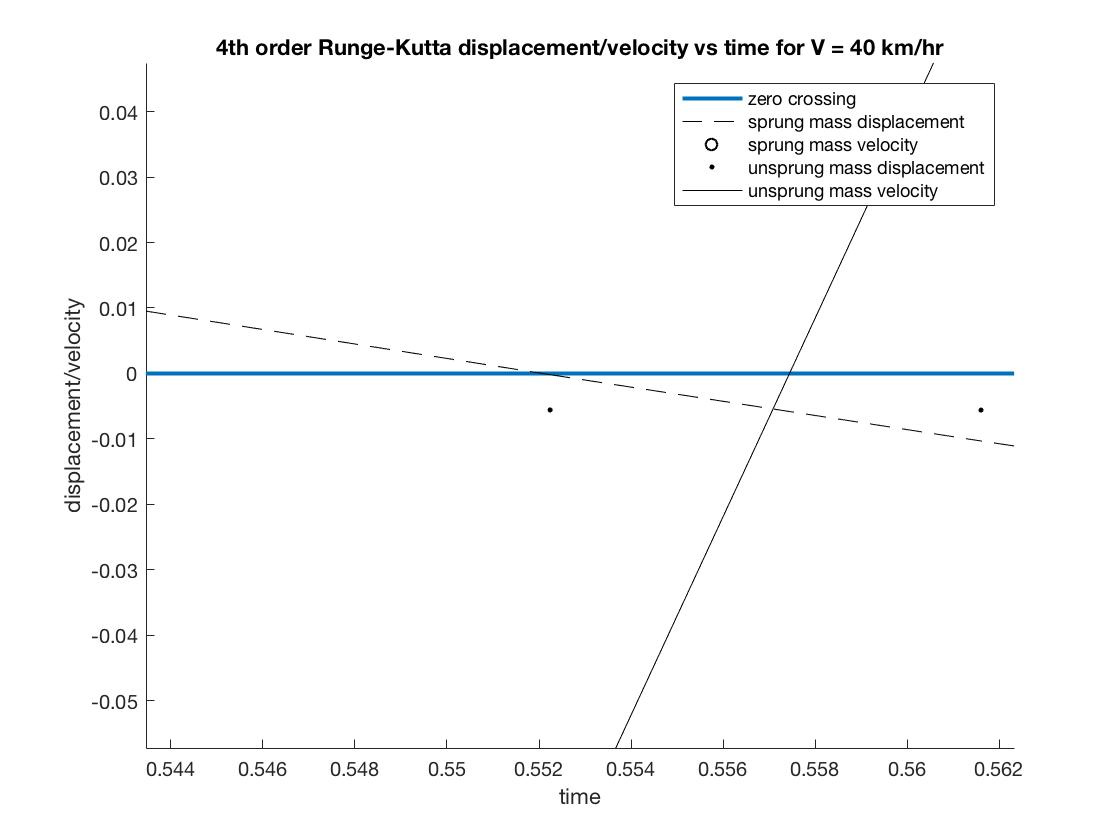 4th order Runge-Kutta displacement/velocity vs time for V = 40 km/hr
zero crossing
sprung mass displacement
sprung mass velocity
unsprung mass displacement
unsprung mass velocity
displacement/velocity
0.04
0.03
0.02
0.01
0
-0.01
-0.02
-0.03
-0.04
-0.05
0.544 0.546 0.548 0.55 0.552 0.554 0.556 0.558 0.56 0.562
time